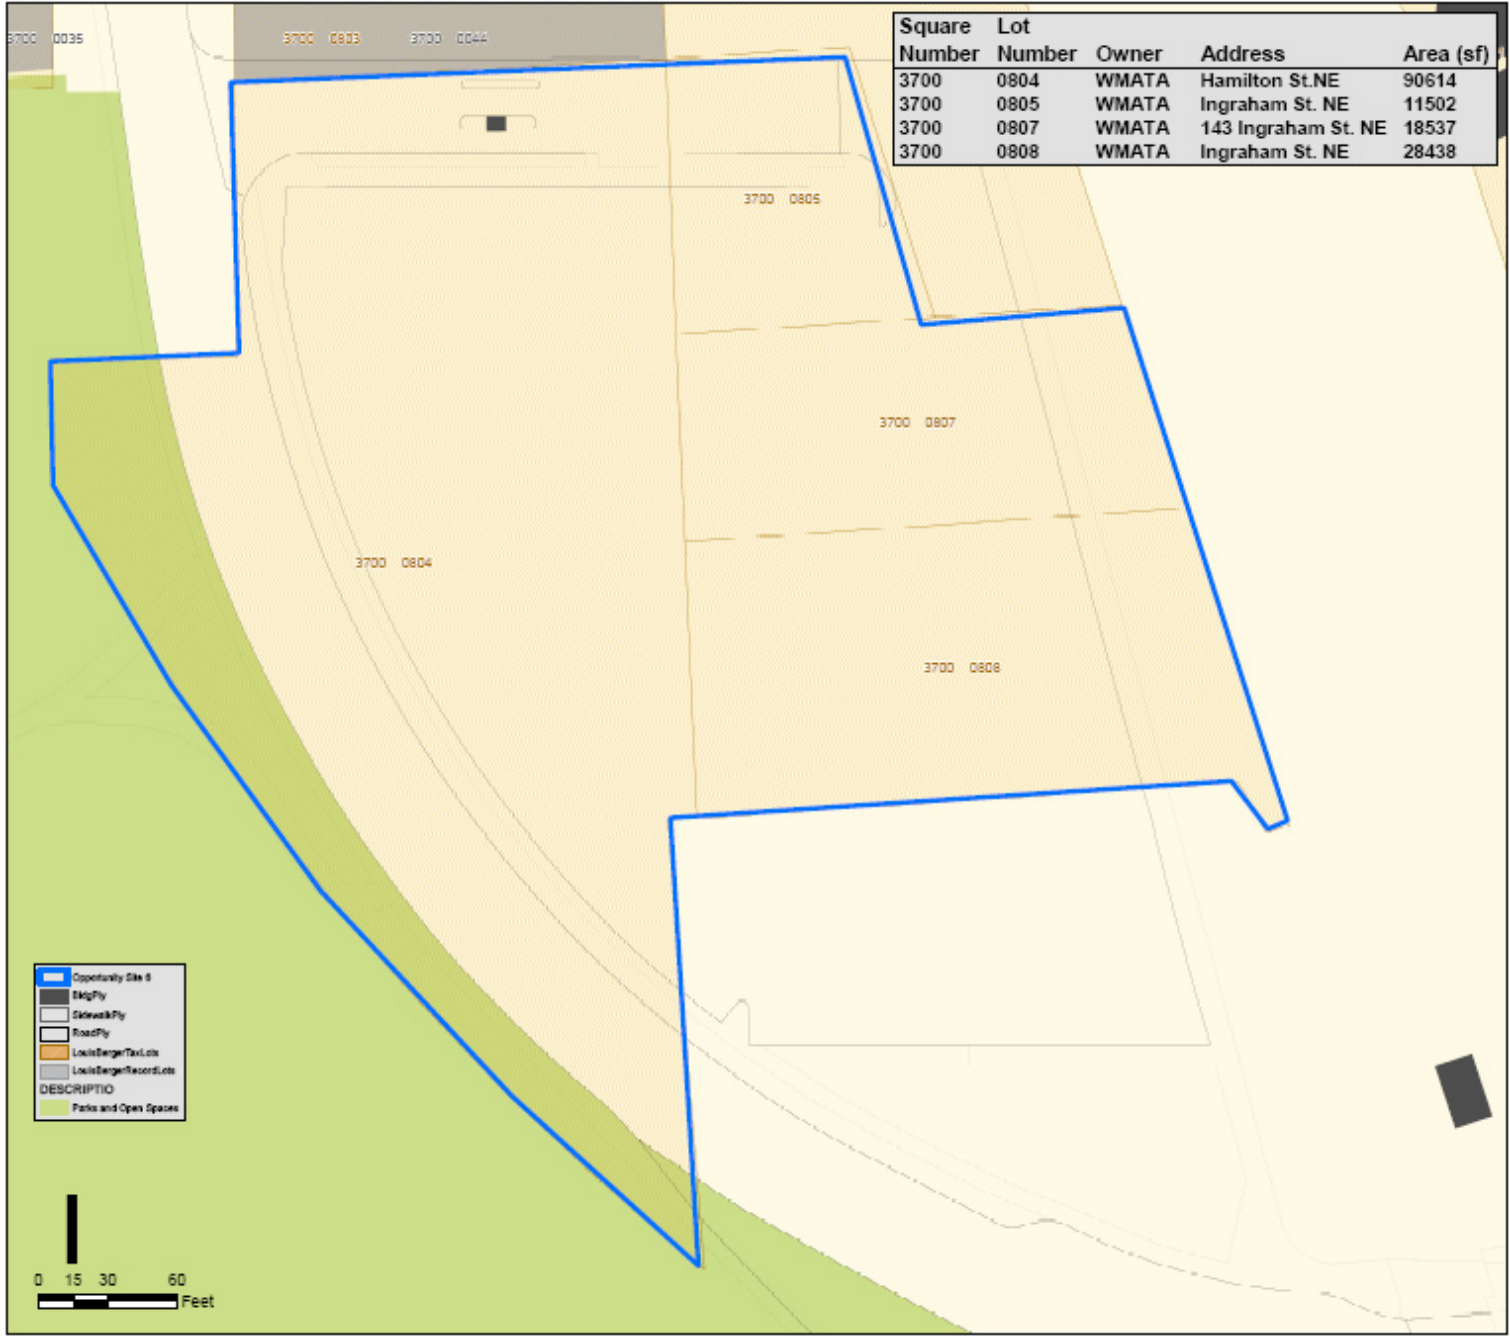 Square Lot
Number Number Owner Address Area (sf)
3700 0804 WMATA Hamilton St.NE 90614
3700 0805 WMATA Ingraham St. NE 11502
3700 0807 WMATA 143 Ingraham St. NE 18537
3700 0808 WMATA Ingraham St. NE 28438
3700 0035
3700 0803
3700 0044
3700 0805
3700 0807
3700 0804
3700 0808
Opportunity Site 6
BldgPly
SidewalkPly
RoadPly
LouisBergerTaxLots
LouisBergerRecordLots
DESCRIPTIO
Parks and Open Spaces
0 15 30 60
Feet